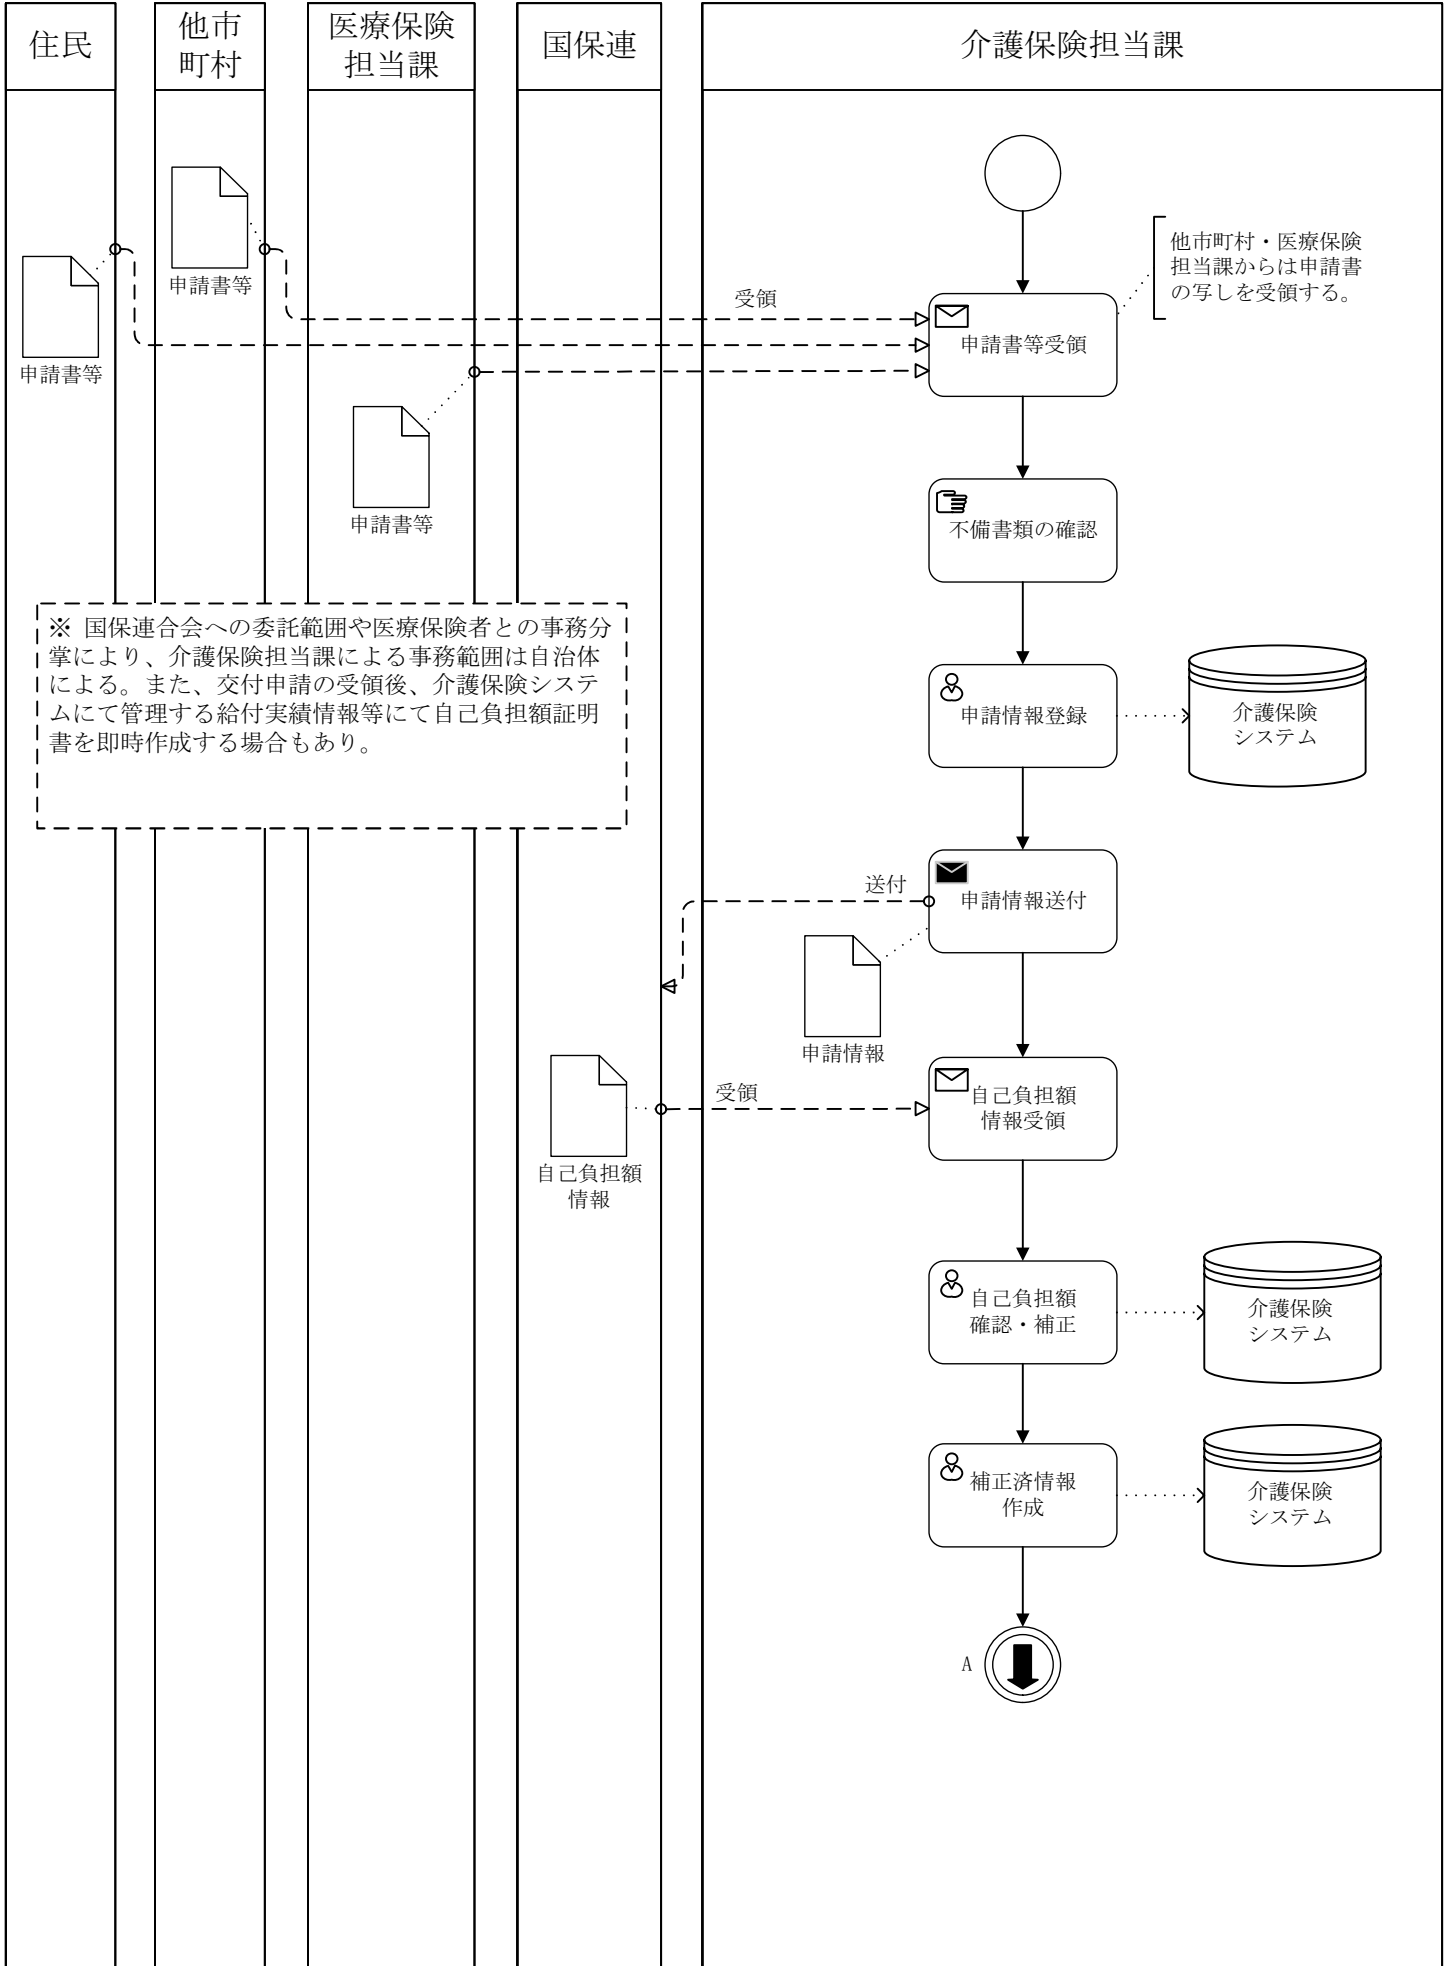 住民
他市
町村
医療保険
担当課
国保連
介護保険担当課
他市町村・医療保険
担当課からは申請書
の写しを受領する。
申請書等
受領
申請書等受領
申請書等
申請書等
不備書類の確認
※ 国保連合会への委託範囲や医療保険者との事務分
掌により、介護保険担当課による事務範囲は自治体
による。また、交付申請の受領後、介護保険システ
ムにて管理する給付実績情報等にて自己負担額証明
書を即時作成する場合もあり。
申請情報登録
介護保険
システム
送付
申請情報送付
申請情報
受領
自己負担額
情報受領
自己負担額
情報
自己負担額
確認・補正
介護保険
システム
補正済情報
作成
介護保険
システム
A